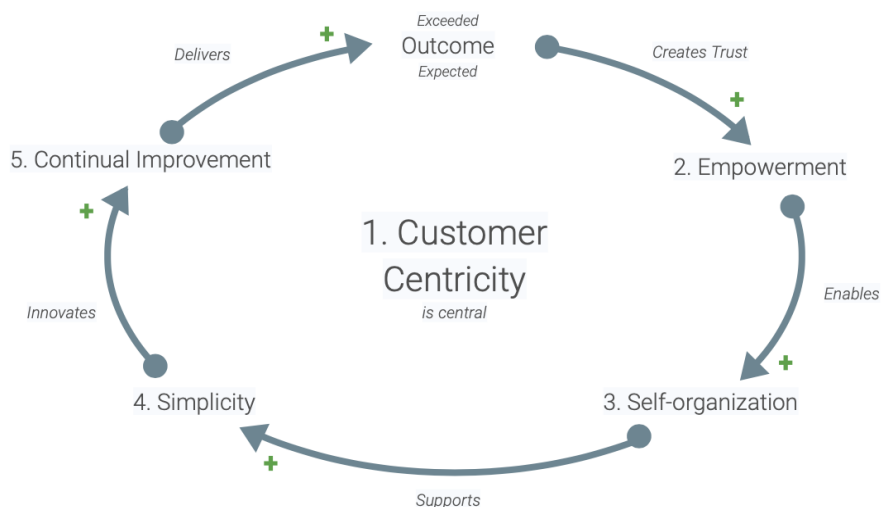 Exceeded
Outcome
Expected
Delivers
Creates Trust
5. Continual Improvement
2. Empowerment
1. Customer
Centricity
is central
Innovates
Enables
4. Simplicity
3. Self-organization
Supports